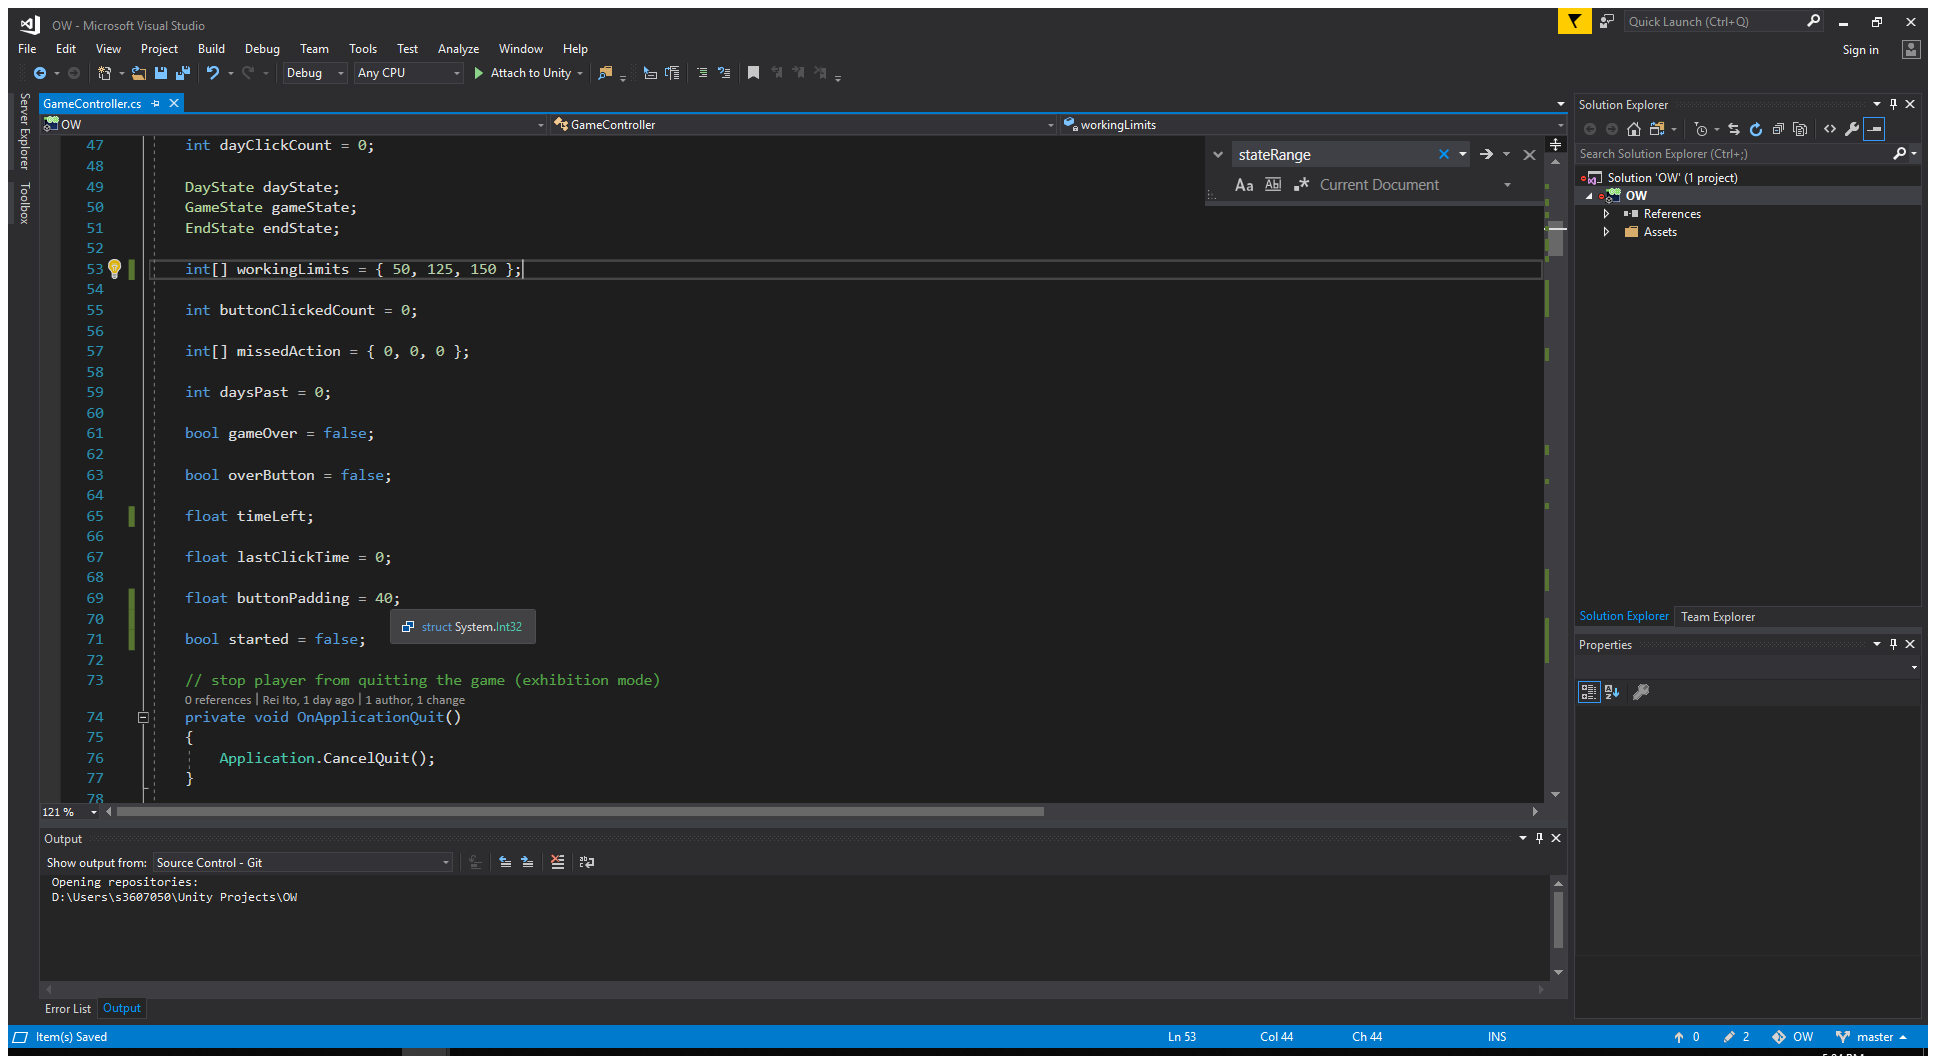 OW - Microsoft Visual Studio
Quick Launch (Ctrl+Q)
File Edit View Project Build Debug Team Tools Test Analyze Window Help
Sign in
Debug Any CPU Attach to Unity
Server Explorer
Toolbox
GameController.cs
OW GameController workingLimits
stateRange
Aa Abl .* Current Document
47 int dayClickCount = 0;
48
49 DayState dayState;
50 GameState gameState;
51 EndState endState;
52
53 int[] workingLimits = { 50, 125, 150 };
54
55 int buttonClickedCount = 0;
56
57 int[] missedAction = { 0, 0, 0 };
58
59 int daysPast = 0;
60
61 bool gameOver = false;
62
63 bool overButton = false;
64
65 float timeLeft;
66
67 float lastClickTime = 0;
68
69 float buttonPadding = 40;
70
struct System.Int32
71 bool started = false;
72
73 // stop player from quitting the game (exhibition mode)
0 references | Rei Ito, 1 day ago | 1 author, 1 change
74 private void OnApplicationQuit()
75 {
76 Application.CancelQuit();
77 }
78
121 %
Solution Explorer
Search Solution Explorer (Ctrl+;)
Solution 'OW' (1 project)
OW
References
Assets
Solution Explorer Team Explorer
Properties
Output
Show output from: Source Control - Git
Opening repositories:
D:\Users\s3607050\Unity Projects\OW
Error List Output
Item(s) Saved Ln 53 Col 44 Ch 44 INS 0 2 OW master